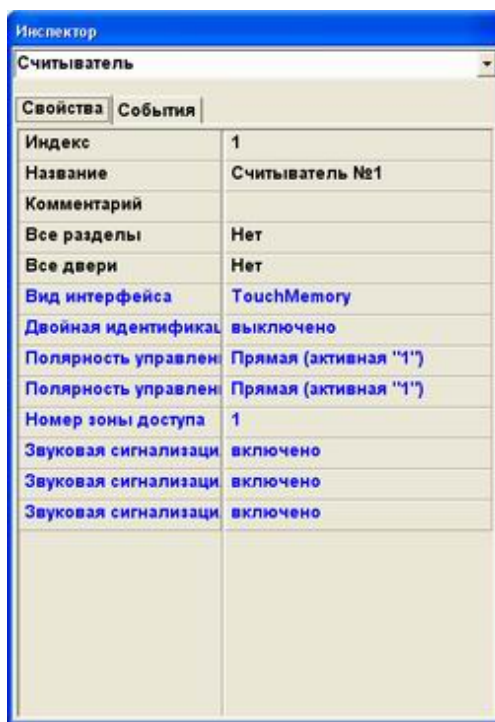 Инспектор
Считыватель
Свойства События
Индекс 1
Название Считыватель №1
Комментарий
Все разделы Нет
Все двери Нет
Вид интерфейса TouchMemory
Двойная идентификац выключено
Полярность управлени Прямая (активная "1")
Полярность управлени Прямая (активная "1")
Номер зоны доступа 1
Звуковая сигнализаци включено
Звуковая сигнализаци включено
Звуковая сигнализаци включено